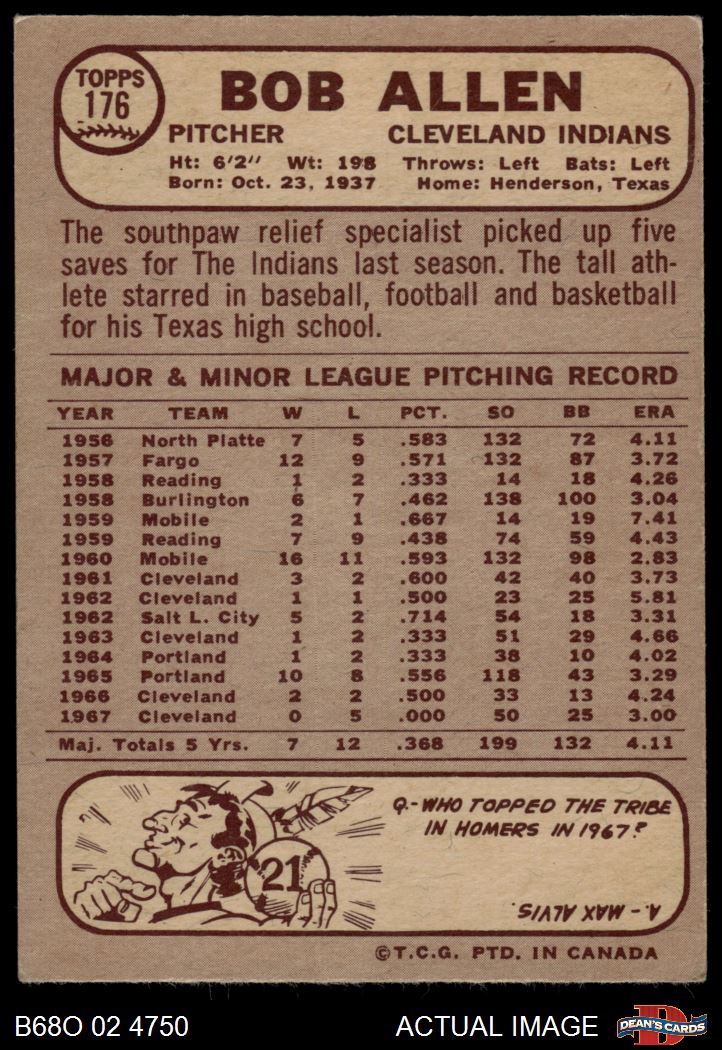 TOPPS
176
BOB ALLEN
PITCHER CLEVELAND INDIANS
Ht: 6'2" Wt: 198 Throws: Left Bats: Left
Born: Oct. 23, 1937 Home: Henderson, Texas
The southpaw relief specialist picked up five
saves for The Indians last season. The tall ath-
lete starred in baseball, football and basketball
for his Texas high school.
MAJOR & MINOR LEAGUE PITCHING RECORD
YEAR TEAM W L PCT. SO BB ERA
1956 North Platte 7 5 .583 132 72 4.11
1957 Fargo 12 9 .571 132 87 3.72
1958 Reading 1 2 .333 14 18 4.26
1958 Burlington 6 7 .462 138 100 3.04
1959 Mobile 2 1 .667 14 19 7.41
1959 Reading 7 9 .438 74 59 4.43
1960 Mobile 16 11 .593 132 98 2.83
1961 Cleveland 3 2 .600 42 40 3.73
1962 Cleveland 1 1 .500 23 25 5.81
1962 Salt L. City 5 2 .714 54 18 3.31
1963 Cleveland 1 2 .333 51 29 4.66
1964 Portland 1 2 .333 38 10 4.02
1965 Portland 10 8 .556 118 43 3.29
1966 Cleveland 2 2 .500 33 13 4.24
1967 Cleveland 0 5 .000 50 25 3.00
Maj. Totals 5 Yrs. 7 12 .368 199 132 4.11
21
Q.-WHO TOPPED THE TRIBE
IN HOMERS IN 1967?
A. - MAX ALVIS.
©T.C.G. PTD. IN CANADA
B68O 02 4750 ACTUAL IMAGE D DEAN'S CARDS